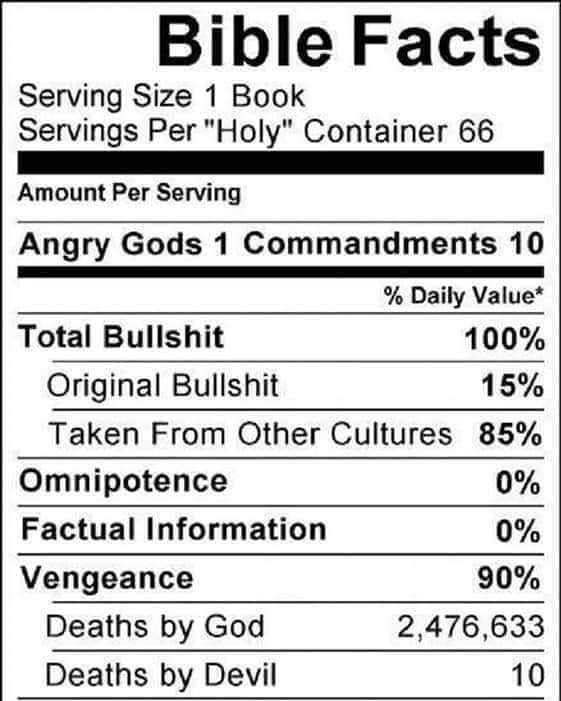 Bible Facts
Serving Size 1 Book
Servings Per "Holy" Container 66
Amount Per Serving
Angry Gods 1 Commandments 10
% Daily Value*
Total Bullshit 100%
Original Bullshit 15%
Taken From Other Cultures 85%
Omnipotence 0%
Factual Information 0%
Vengeance 90%
Deaths by God 2,476,633
Deaths by Devil 10